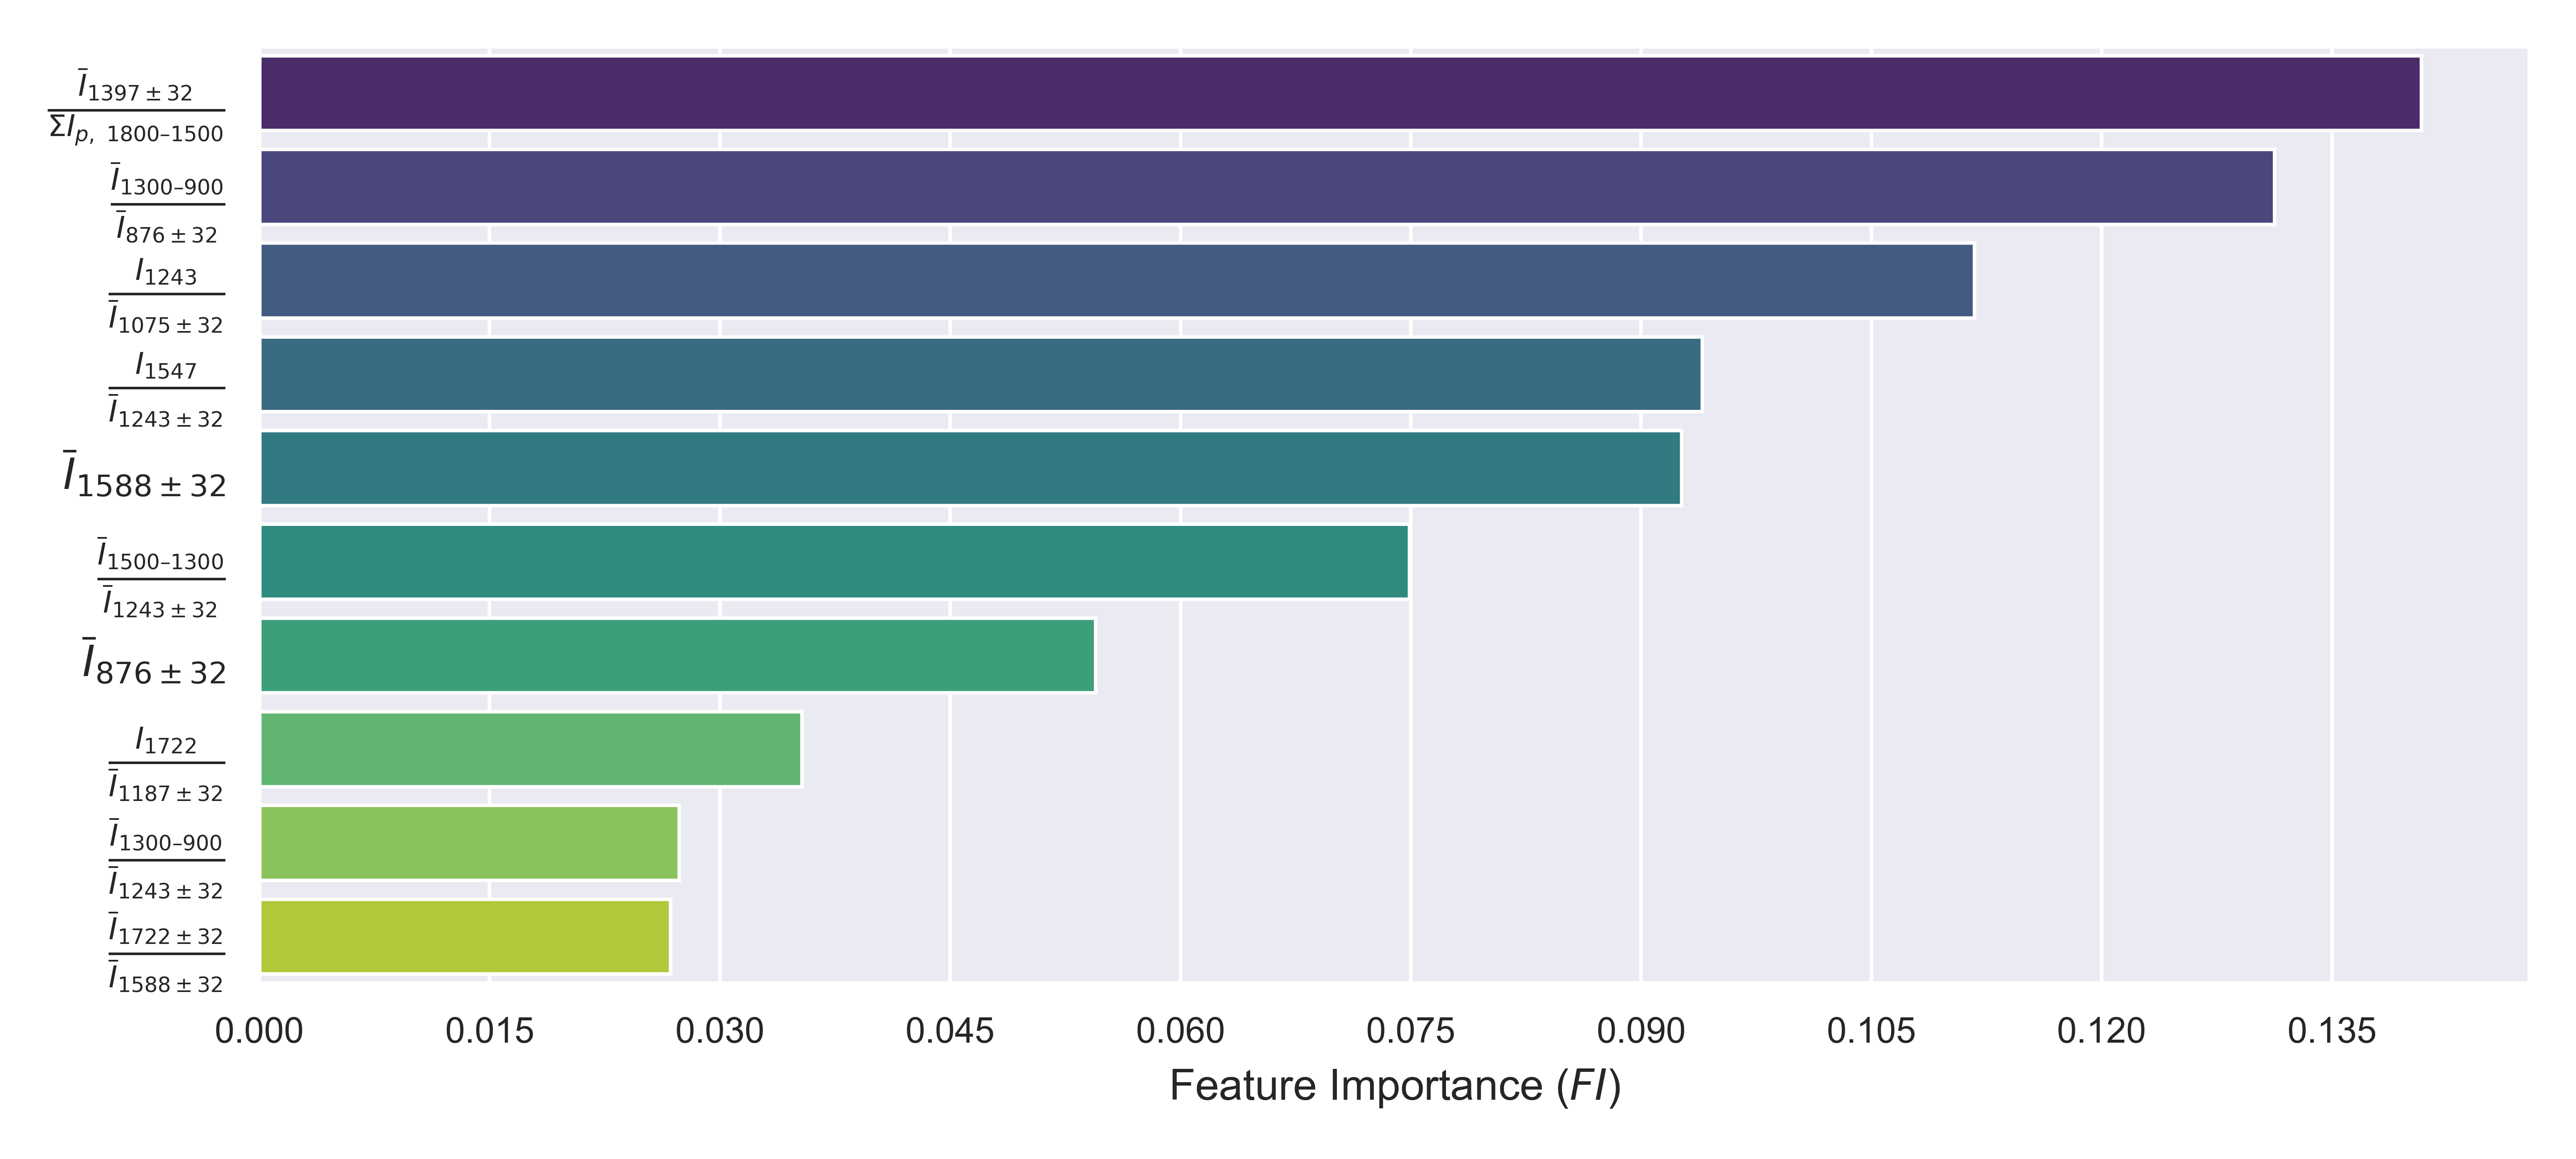 Ī1397 ± 32
ΣIp, 1800–1500
Ī1300–900
Ī876 ± 32
I1243
Ī1075 ± 32
I1547
Ī1243 ± 32
Ī1588 ± 32
Ī1500–1300
Ī1243 ± 32
Ī876 ± 32
I1722
Ī1187 ± 32
Ī1300–900
Ī1243 ± 32
Ī1722 ± 32
Ī1588 ± 32
0.000 0.015 0.030 0.045 0.060 0.075 0.090 0.105 0.120 0.135
Feature Importance (FI)